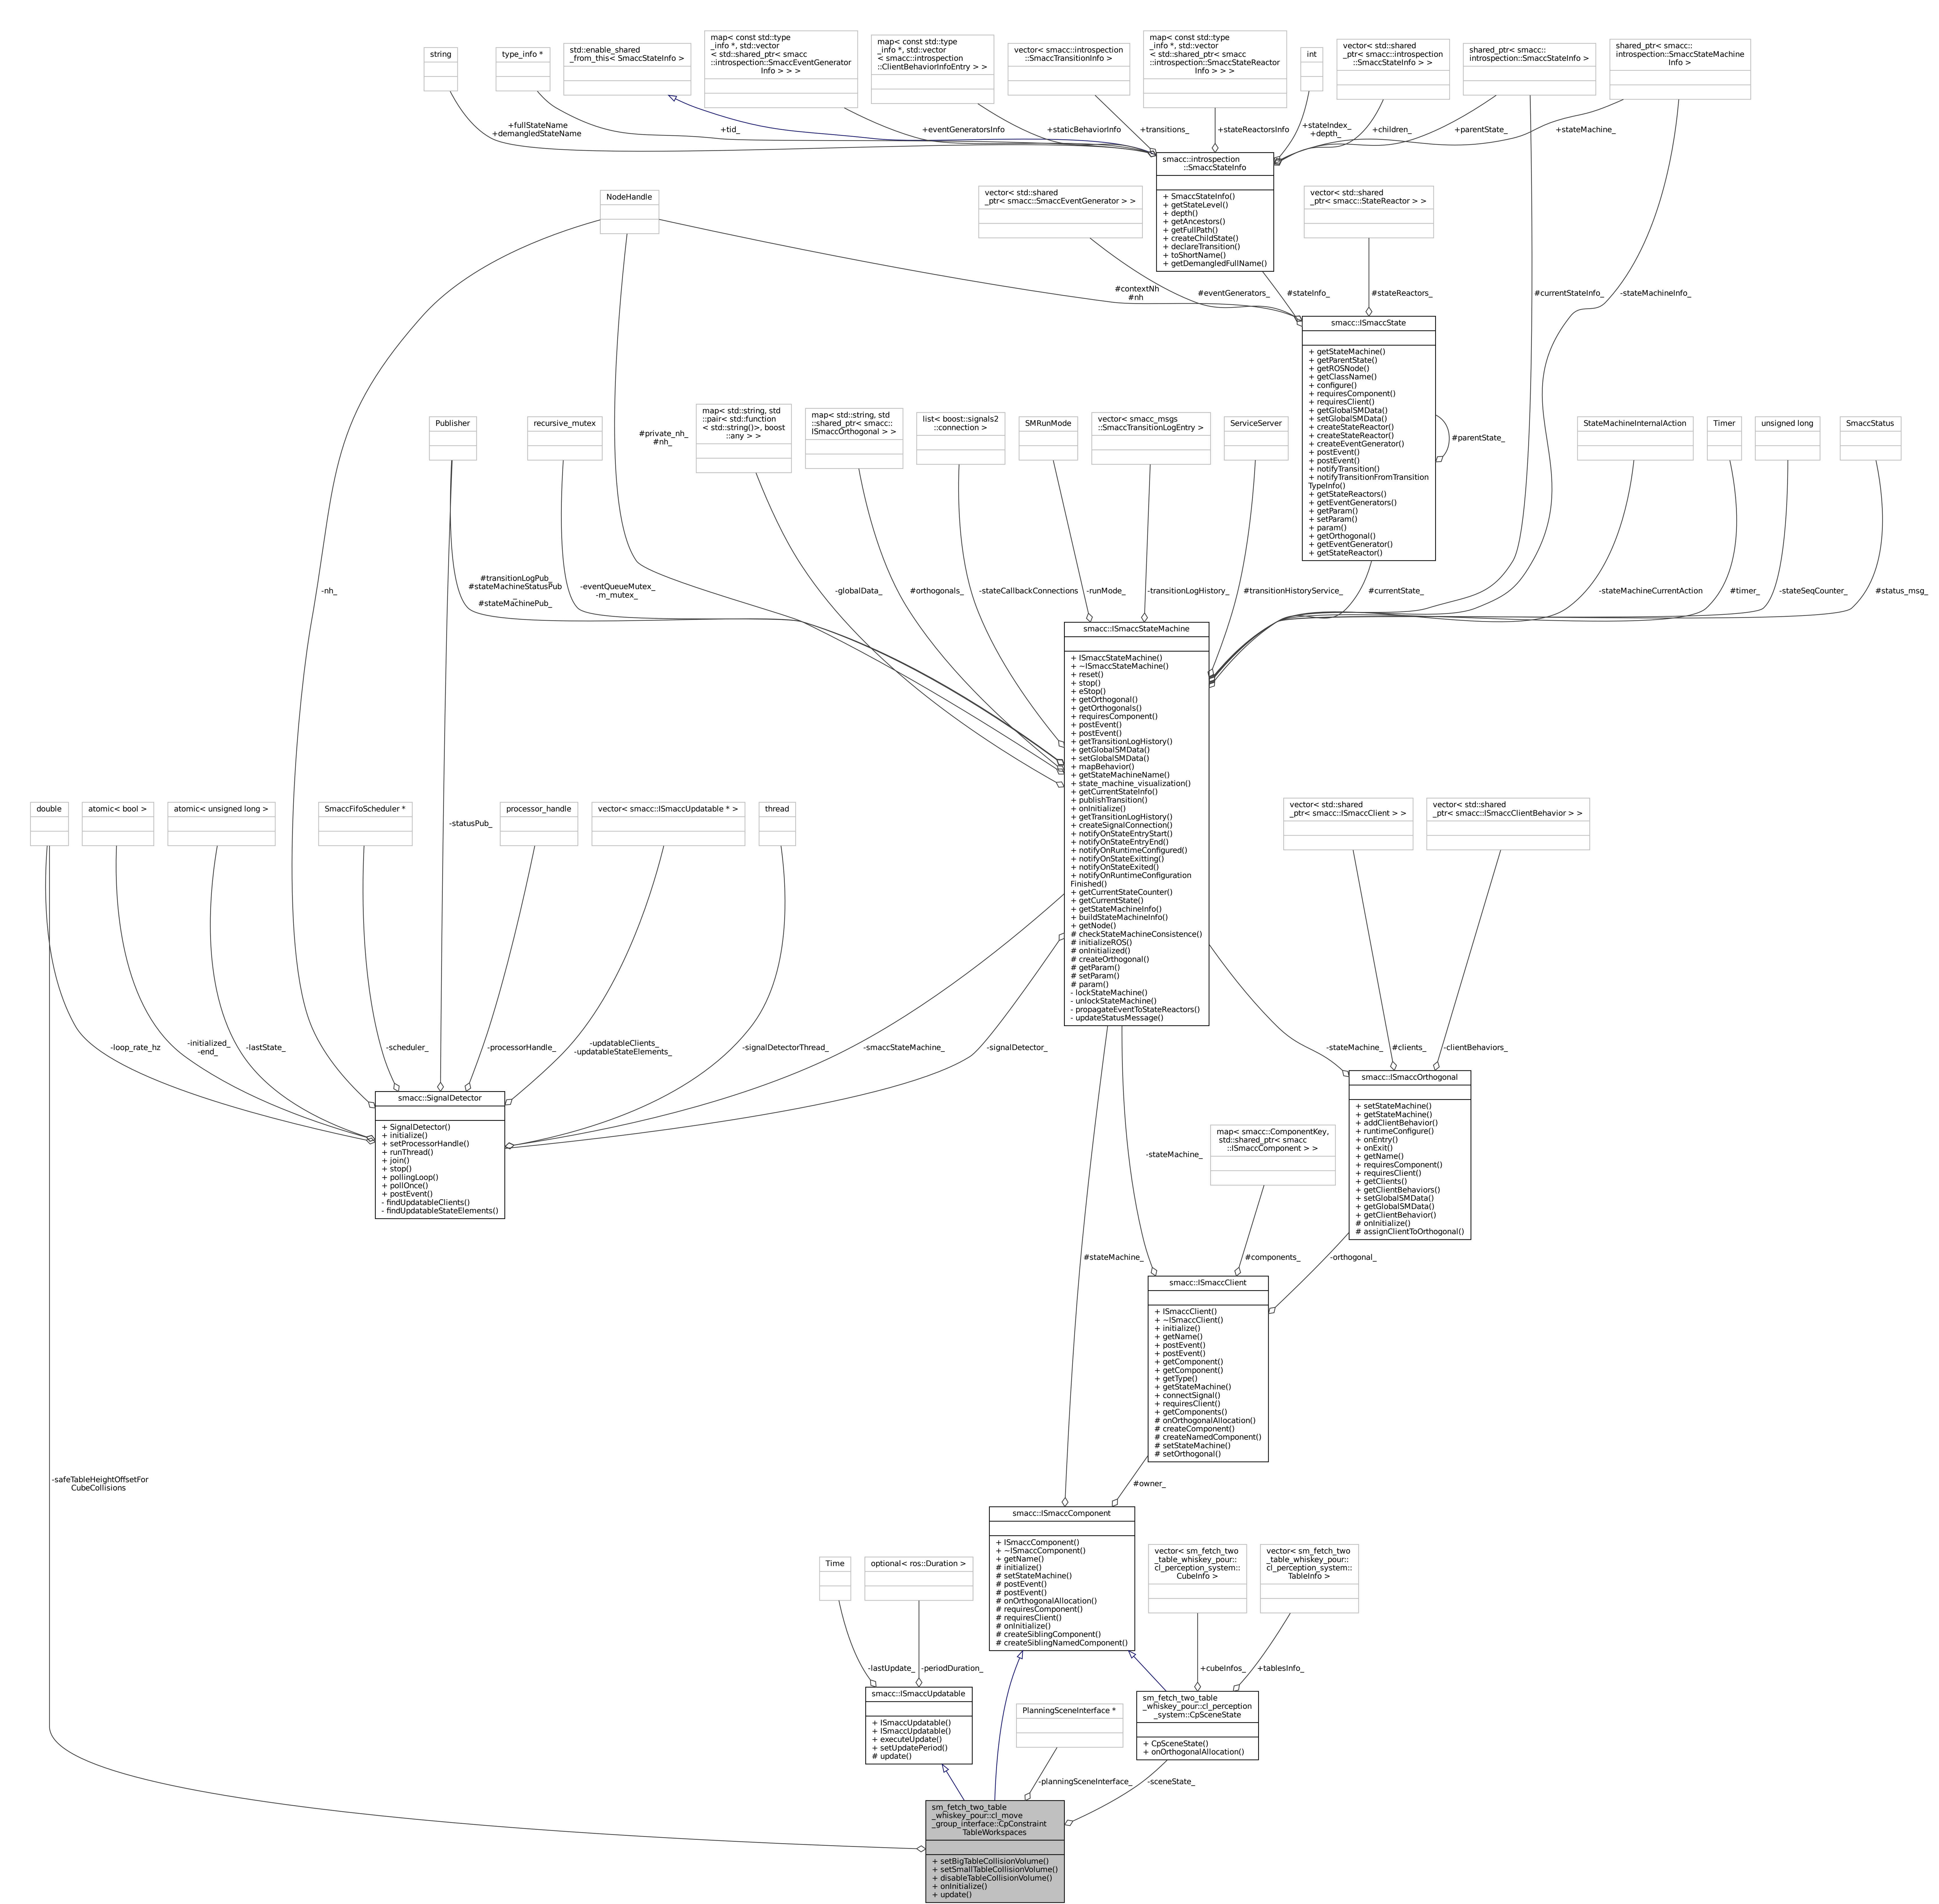 string
type_info *
std::enable_shared
_from_this< SmaccStateInfo >
map< const std::type
_info *, std::vector
< std::shared_ptr< smacc
::introspection::SmaccEventGenerator
Info > > >
map< const std::type
_info *, std::vector
< smacc::introspection
::ClientBehaviorInfoEntry > >
vector< smacc::introspection
::SmaccTransitionInfo >
map< const std::type
_info *, std::vector
< std::shared_ptr< smacc
::introspection::SmaccStateReactor
Info > > >
int
vector< std::shared
_ptr< smacc::introspection
::SmaccStateInfo > >
shared_ptr< smacc::
introspection::SmaccStateInfo >
shared_ptr< smacc::
introspection::SmaccStateMachine
Info >
+fullStateName
+demangledStateName
+tid_
+eventGeneratorsInfo
+staticBehaviorInfo
+transitions_
+stateReactorsInfo
+stateIndex_
+depth_
+children_
+parentState_
+stateMachine_
smacc::introspection
::SmaccStateInfo
+ SmaccStateInfo()
+ getStateLevel()
+ depth()
+ getAncestors()
+ getFullPath()
+ createChildState()
+ declareTransition()
+ toShortName()
+ getDemangledFullName()
NodeHandle
vector< std::shared
_ptr< smacc::SmaccEventGenerator > >
vector< std::shared
_ptr< smacc::StateReactor > >
#contextNh
#nh
#eventGenerators_
#stateInfo_
#stateReactors_
#currentStateInfo_
-stateMachineInfo_
smacc::ISmaccState
+ getStateMachine()
+ getParentState()
+ getROSNode()
+ getClassName()
+ configure()
+ requiresComponent()
+ requiresClient()
+ getGlobalSMData()
+ setGlobalSMData()
+ createStateReactor()
+ createStateReactor()
+ createEventGenerator()
+ postEvent()
+ postEvent()
+ notifyTransition()
+ notifyTransitionFromTransition
TypeInfo()
+ getStateReactors()
+ getEventGenerators()
+ getParam()
+ setParam()
+ param()
+ getOrthogonal()
+ getEventGenerator()
+ getStateReactor()
#parentState_
Publisher
recursive_mutex
#private_nh_
#nh_
map< std::string, std
::pair< std::function
< std::string()>, boost
::any > >
map< std::string, std
::shared_ptr< smacc::
ISmaccOrthogonal > >
list< boost::signals2
::connection >
SMRunMode
vector< smacc_msgs
::SmaccTransitionLogEntry >
ServiceServer
StateMachineInternalAction
Timer
unsigned long
SmaccStatus
-nh_
#transitionLogPub_
#stateMachineStatusPub
_
#stateMachinePub_
-eventQueueMutex_
-m_mutex_
-globalData_
#orthogonals_
-stateCallbackConnections
-runMode_
-transitionLogHistory_
#transitionHistoryService_
#currentState_
-stateMachineCurrentAction
#timer_
-stateSeqCounter_
#status_msg_
smacc::ISmaccStateMachine
+ ISmaccStateMachine()
+ ~ISmaccStateMachine()
+ reset()
+ stop()
+ eStop()
+ getOrthogonal()
+ getOrthogonals()
+ requiresComponent()
+ postEvent()
+ postEvent()
+ getTransitionLogHistory()
+ getGlobalSMData()
+ setGlobalSMData()
+ mapBehavior()
+ getStateMachineName()
+ state_machine_visualization()
+ getCurrentStateInfo()
+ publishTransition()
+ onInitialize()
+ getTransitionLogHistory()
+ createSignalConnection()
+ notifyOnStateEntryStart()
+ notifyOnStateEntryEnd()
+ notifyOnRuntimeConfigured()
+ notifyOnStateExitting()
+ notifyOnStateExited()
+ notifyOnRuntimeConfiguration
Finished()
+ getCurrentStateCounter()
+ getCurrentState()
+ getStateMachineInfo()
+ buildStateMachineInfo()
+ getNode()
# checkStateMachineConsistence()
# initializeROS()
# onInitialized()
# createOrthogonal()
# getParam()
# setParam()
# param()
- lockStateMachine()
- unlockStateMachine()
- propagateEventToStateReactors()
- updateStatusMessage()
double
atomic< bool >
atomic< unsigned long >
SmaccFifoScheduler *
-statusPub_
processor_handle
vector< smacc::ISmaccUpdatable * >
thread
vector< std::shared
_ptr< smacc::ISmaccClient > >
vector< std::shared
_ptr< smacc::ISmaccClientBehavior > >
-loop_rate_hz
-initialized_
-end_
-lastState_
-scheduler_
-processorHandle_
-updatableClients_
-updatableStateElements_
-signalDetectorThread_
-smaccStateMachine_
-signalDetector_
-stateMachine_
#clients_
-clientBehaviors_
smacc::SignalDetector
+ SignalDetector()
+ initialize()
+ setProcessorHandle()
+ runThread()
+ join()
+ stop()
+ pollingLoop()
+ pollOnce()
+ postEvent()
- findUpdatableClients()
- findUpdatableStateElements()
smacc::ISmaccOrthogonal
+ setStateMachine()
+ getStateMachine()
+ addClientBehavior()
+ runtimeConfigure()
+ onEntry()
+ onExit()
+ getName()
+ requiresComponent()
+ requiresClient()
+ getClients()
+ getClientBehaviors()
+ setGlobalSMData()
+ getGlobalSMData()
+ getClientBehavior()
# onInitialize()
# assignClientToOrthogonal()
map< smacc::ComponentKey,
std::shared_ptr< smacc
::ISmaccComponent > >
-stateMachine_
#stateMachine_
#components_
-orthogonal_
smacc::ISmaccClient
+ ISmaccClient()
+ ~ISmaccClient()
+ initialize()
+ getName()
+ postEvent()
+ postEvent()
+ getComponent()
+ getComponent()
+ getType()
+ getStateMachine()
+ connectSignal()
+ requiresClient()
+ getComponents()
# onOrthogonalAllocation()
# createComponent()
# createNamedComponent()
# setStateMachine()
# setOrthogonal()
-safeTableHeightOffsetFor
CubeCollisions
#owner_
smacc::ISmaccComponent
+ ISmaccComponent()
+ ~ISmaccComponent()
+ getName()
# initialize()
# setStateMachine()
# postEvent()
# postEvent()
# onOrthogonalAllocation()
# requiresComponent()
# requiresClient()
# onInitialize()
# createSiblingComponent()
# createSiblingNamedComponent()
Time
optional< ros::Duration >
vector< sm_fetch_two
_table_whiskey_pour::
cl_perception_system::
CubeInfo >
vector< sm_fetch_two
_table_whiskey_pour::
cl_perception_system::
TableInfo >
-lastUpdate_
-periodDuration_
+cubeInfos_
+tablesInfo_
smacc::ISmaccUpdatable
+ ISmaccUpdatable()
+ ISmaccUpdatable()
+ executeUpdate()
+ setUpdatePeriod()
# update()
PlanningSceneInterface *
sm_fetch_two_table
_whiskey_pour::cl_perception
_system::CpSceneState
+ CpSceneState()
+ onOrthogonalAllocation()
-planningSceneInterface_
-sceneState_
sm_fetch_two_table
_whiskey_pour::cl_move
_group_interface::CpConstraint
TableWorkspaces
+ setBigTableCollisionVolume()
+ setSmallTableCollisionVolume()
+ disableTableCollisionVolume()
+ onInitialize()
+ update()